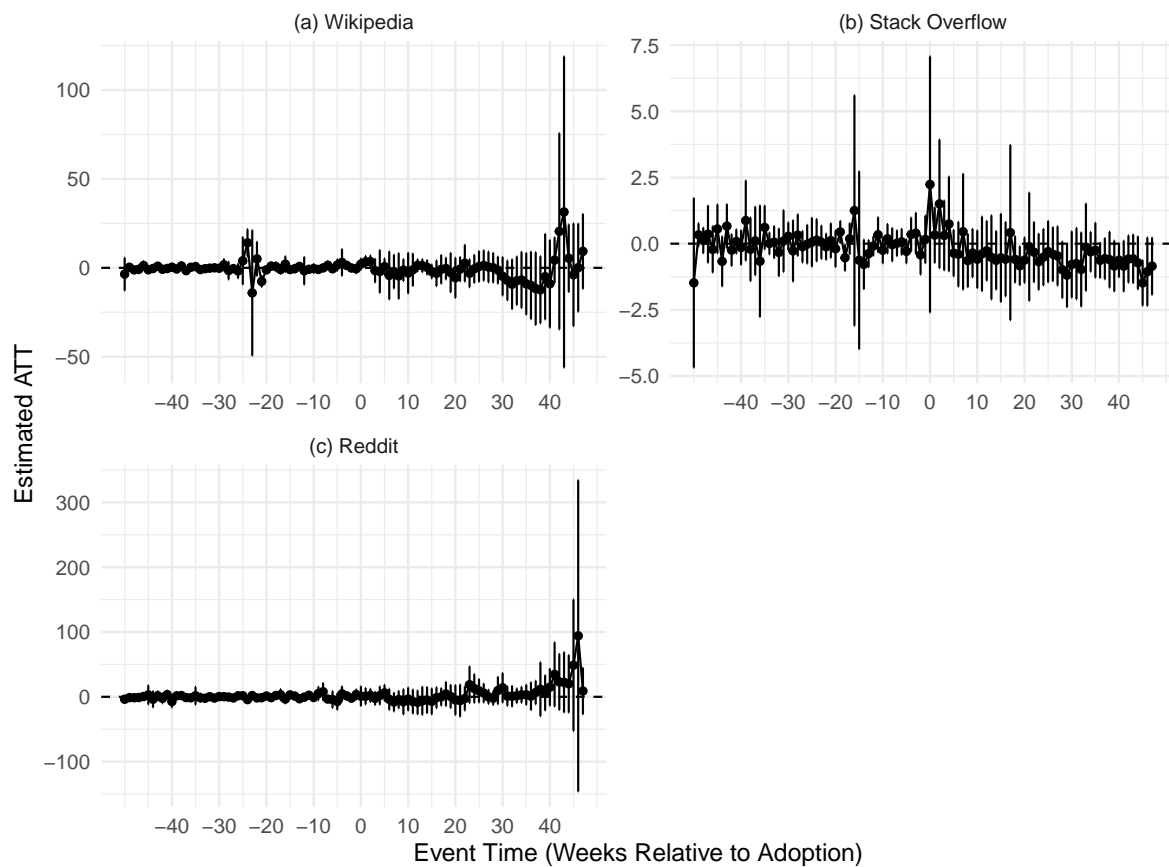 (a) Wikipedia
(b) Stack Overflow
100
50
0
−50
−40 −30 −20 −10 0 10 20 30 40
7.5
5.0
2.5
0.0
−2.5
−5.0
−40 −30 −20 −10 0 10 20 30 40
Estimated ATT
(c) Reddit
300
200
100
0
−100
−40 −30 −20 −10 0 10 20 30 40
Event Time (Weeks Relative to Adoption)